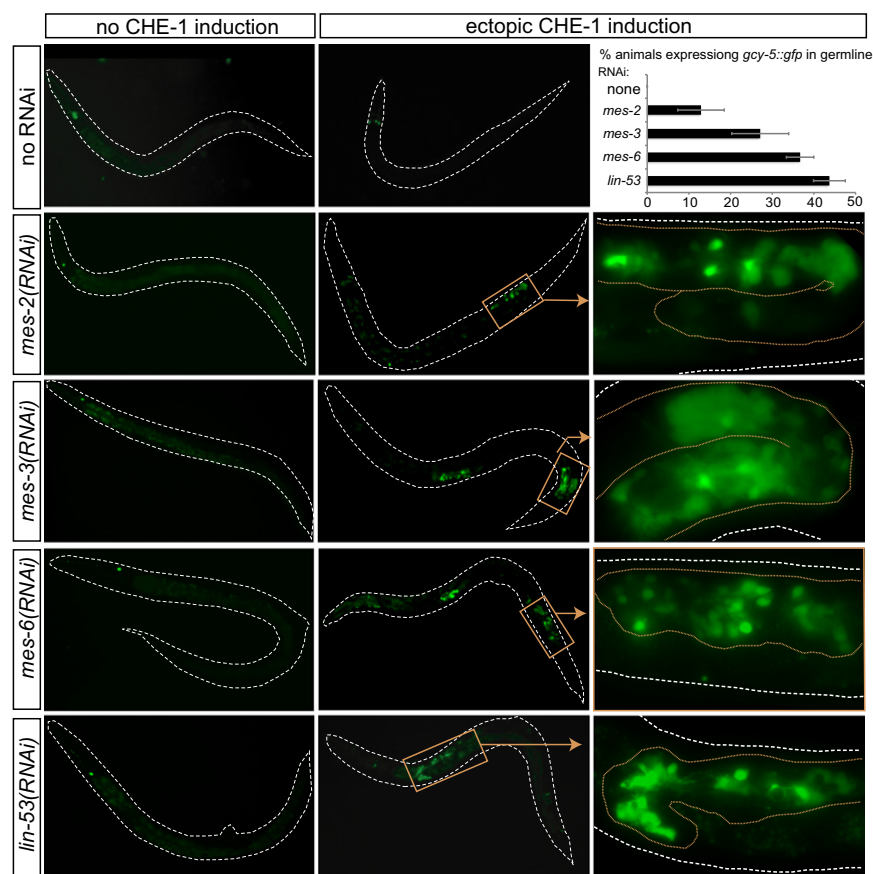 no CHE-1 induction
ectopic CHE-1 induction
no RNAi
% animals expressiong gcy-5::gfp in germline
RNAi:
none
mes-2
mes-3
mes-6
lin-53
0 10 20 30 40 50
mes-2(RNAi)
mes-3(RNAi)
mes-6(RNAi)
lin-53(RNAi)